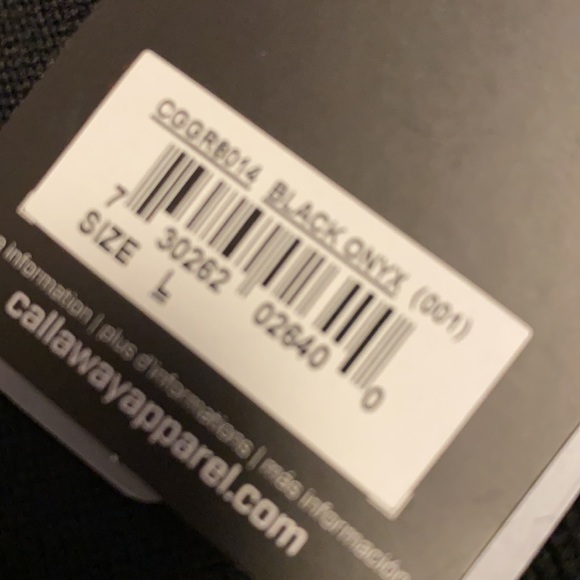 CGGR8014 BLACK ONYX (001)
7 30262 02640 0
SIZE L
information | plus d'informations | más información
callawayapparel.com